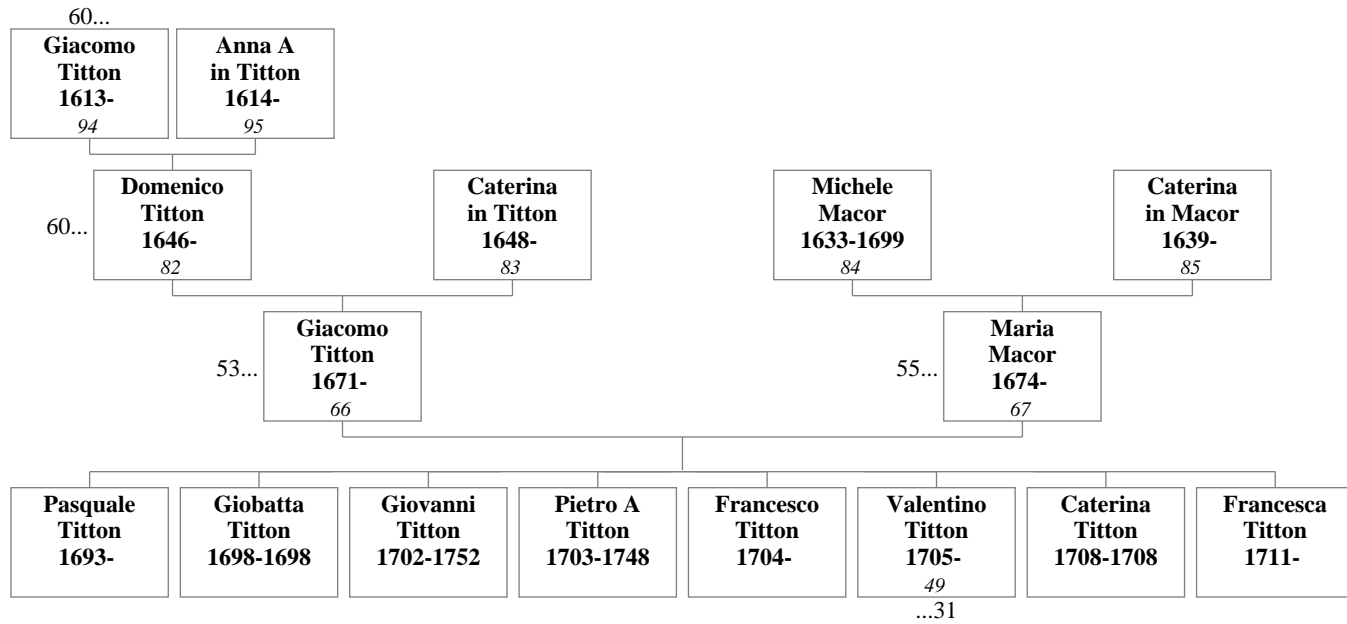 60...
Giacomo
Titton
1613-
94
Anna A
in Titton
1614-
95
60...
Domenico
Titton
1646-
82
Caterina
in Titton
1648-
83
Michele
Macor
1633-1699
84
Caterina
in Macor
1639-
85
53...
Giacomo
Titton
1671-
66
55...
Maria
Macor
1674-
67
Pasquale
Titton
1693-
Giobatta
Titton
1698-1698
Giovanni
Titton
1702-1752
Pietro A
Titton
1703-1748
Francesco
Titton
1704-
Valentino
Titton
1705-
49
...31
Caterina
Titton
1708-1708
Francesca
Titton
1711-